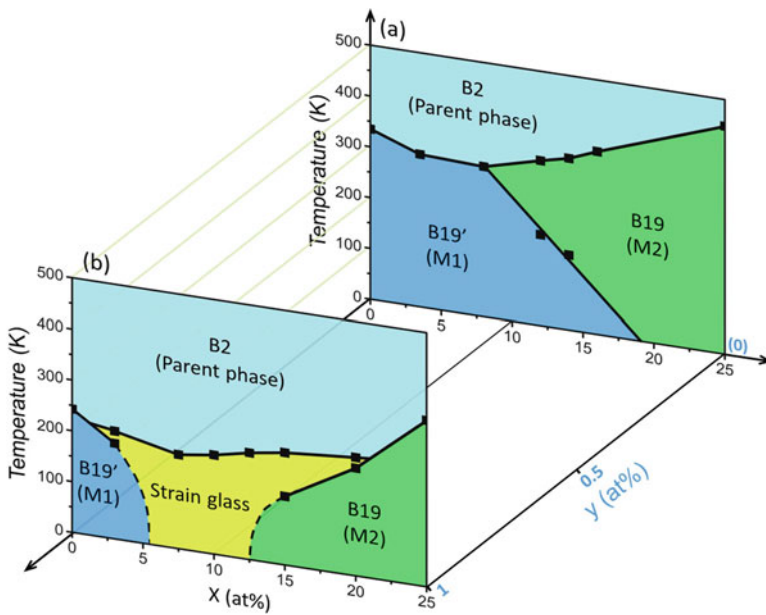 (a)
500
400
300
200
100
0
Temperature (K)
B2
(Parent phase)
B19′
(M1)
B19
(M2)
0
5
10
15
20
25
(0)
(b)
500
400
300
200
100
0
Temperature (K)
B2
(Parent phase)
B19′
(M1)
Strain glass
B19
(M2)
0
5
10
15
20
25
X (at%)
0.5
y (at%)
1